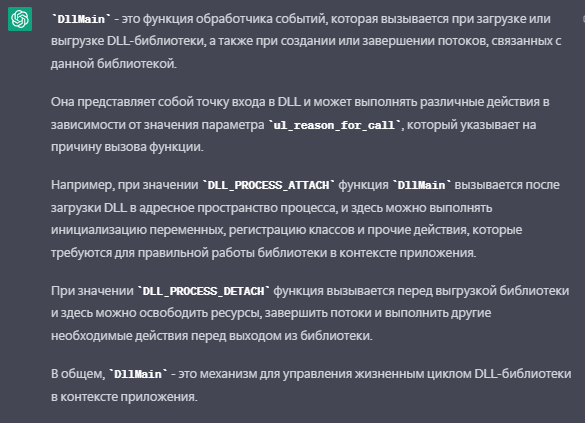 `DllMain` - это функция обработчика событий, которая вызывается при загрузке или
выгрузке DLL-библиотеки, а также при создании или завершении потоков, связанных с
данной библиотекой.
Она представляет собой точку входа в DLL и может выполнять различные действия в
зависимости от значения параметра `ul_reason_for_call`, который указывает на
причину вызова функции.
Например, при значении `DLL_PROCESS_ATTACH` функция `DllMain` вызывается после
загрузки DLL в адресное пространство процесса, и здесь можно выполнять
инициализацию переменных, регистрацию классов и прочие действия, которые
требуются для правильной работы библиотеки в контексте приложения.
При значении `DLL_PROCESS_DETACH` функция вызывается перед выгрузкой библиотеки
и здесь можно освободить ресурсы, завершить потоки и выполнить другие
необходимые действия перед выходом из библиотеки.
В общем, `DllMain` - это механизм для управления жизненным циклом DLL-библиотеки
в контексте приложения.